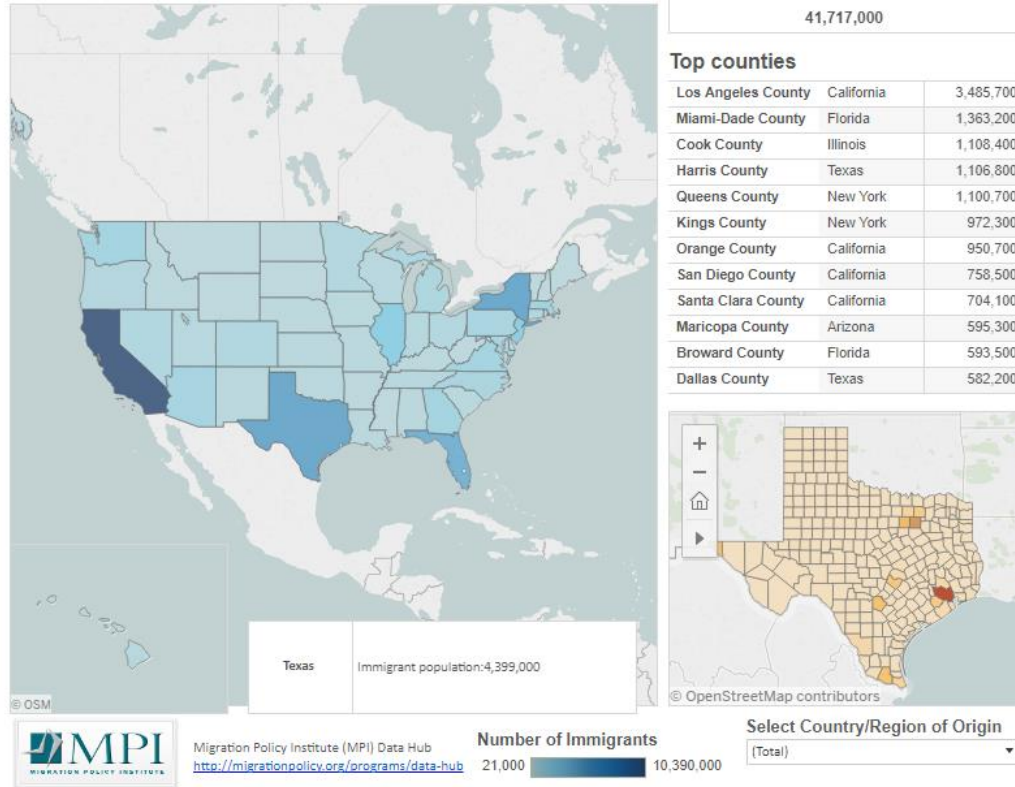 41,717,000
Top counties
Los Angeles County California 3,485,700
Miami-Dade County Florida 1,363,200
Cook County Illinois 1,108,400
Harris County Texas 1,106,800
Queens County New York 1,100,700
Kings County New York 972,300
Orange County California 950,700
San Diego County California 758,500
Santa Clara County California 704,100
Maricopa County Arizona 595,300
Broward County Florida 593,500
Dallas County Texas 582,200
+
−
© OpenStreetMap contributors
Texas Immigrant population:4,399,000
© OSM
MPI
MIGRATION POLICY INSTITUTE
Migration Policy Institute (MPI) Data Hub
http://migrationpolicy.org/programs/data-hub
Number of Immigrants
21,000 10,390,000
Select Country/Region of Origin
(Total)